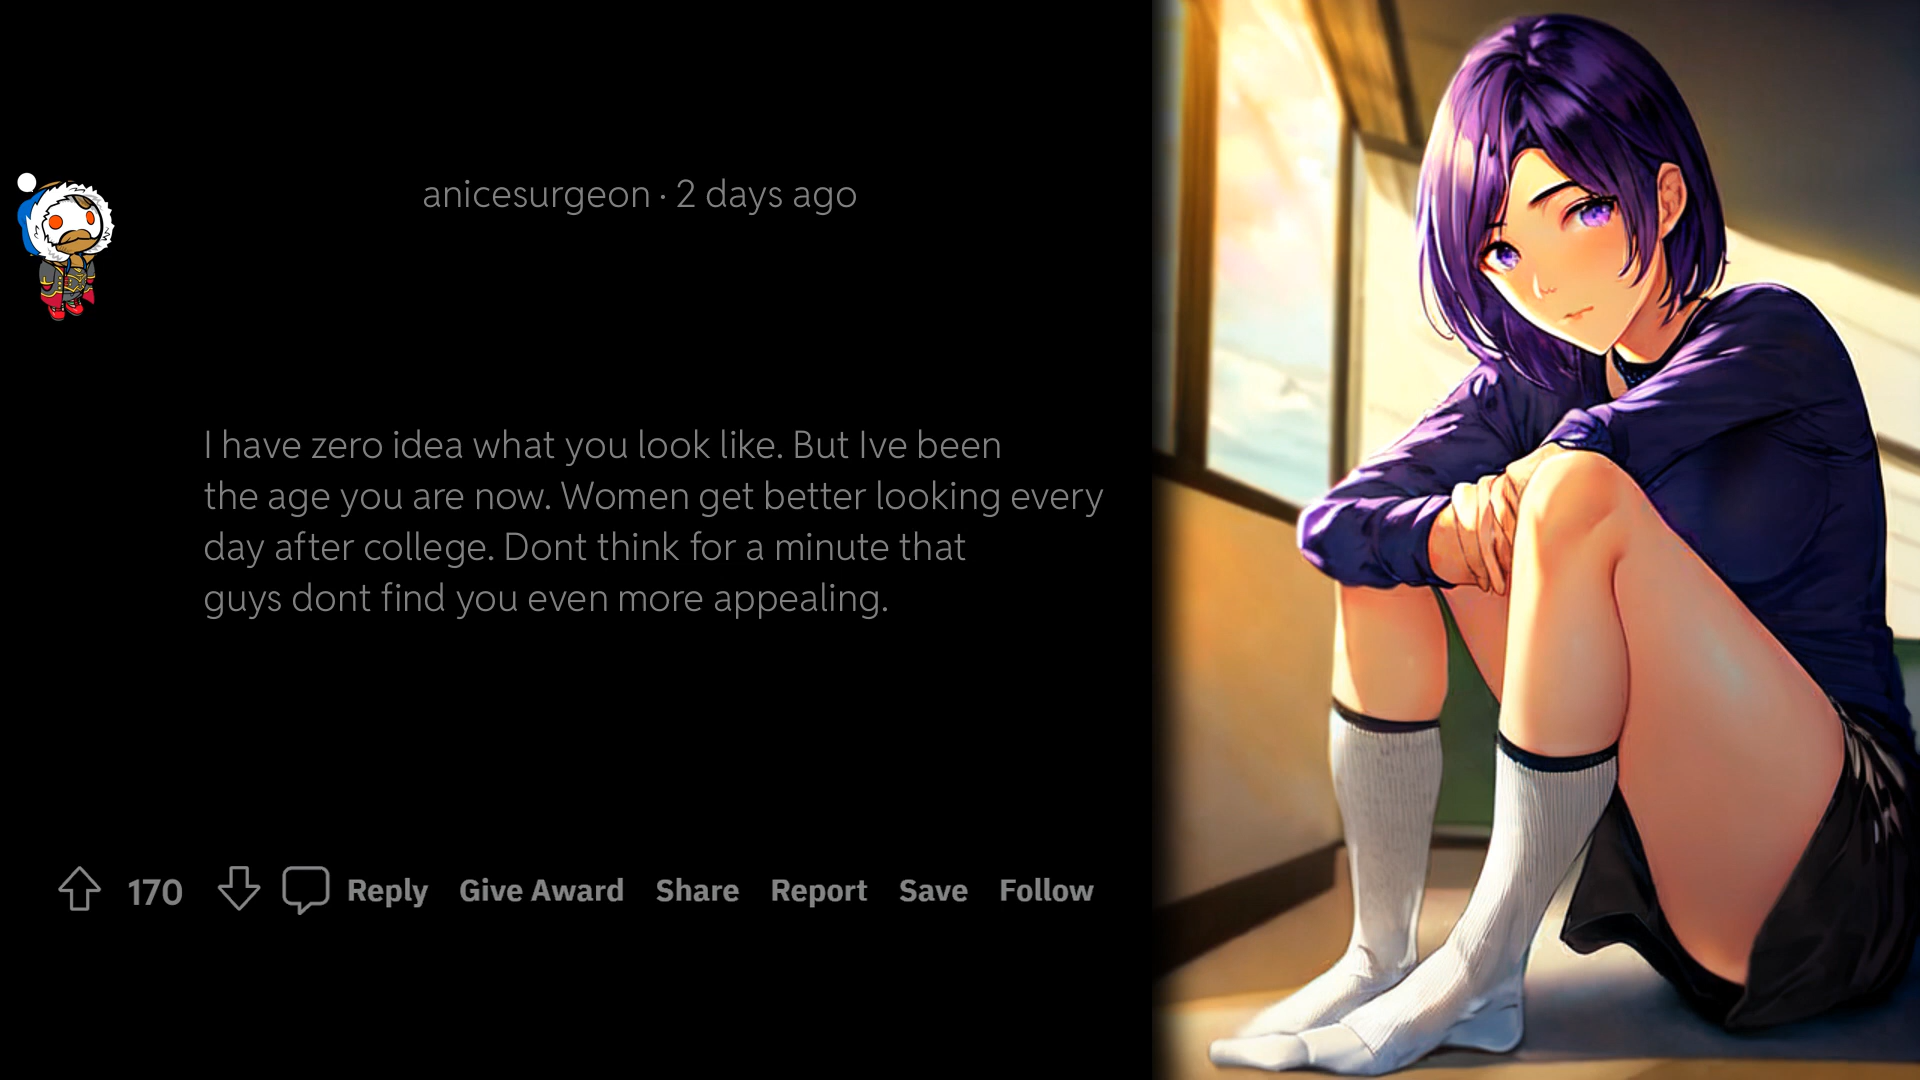 anicesurgeon · 2 days ago
I have zero idea what you look like. But Ive been
the age you are now. Women get better looking every
day after college. Dont think for a minute that
guys dont find you even more appealing.
170 Reply Give Award Share Report Save Follow